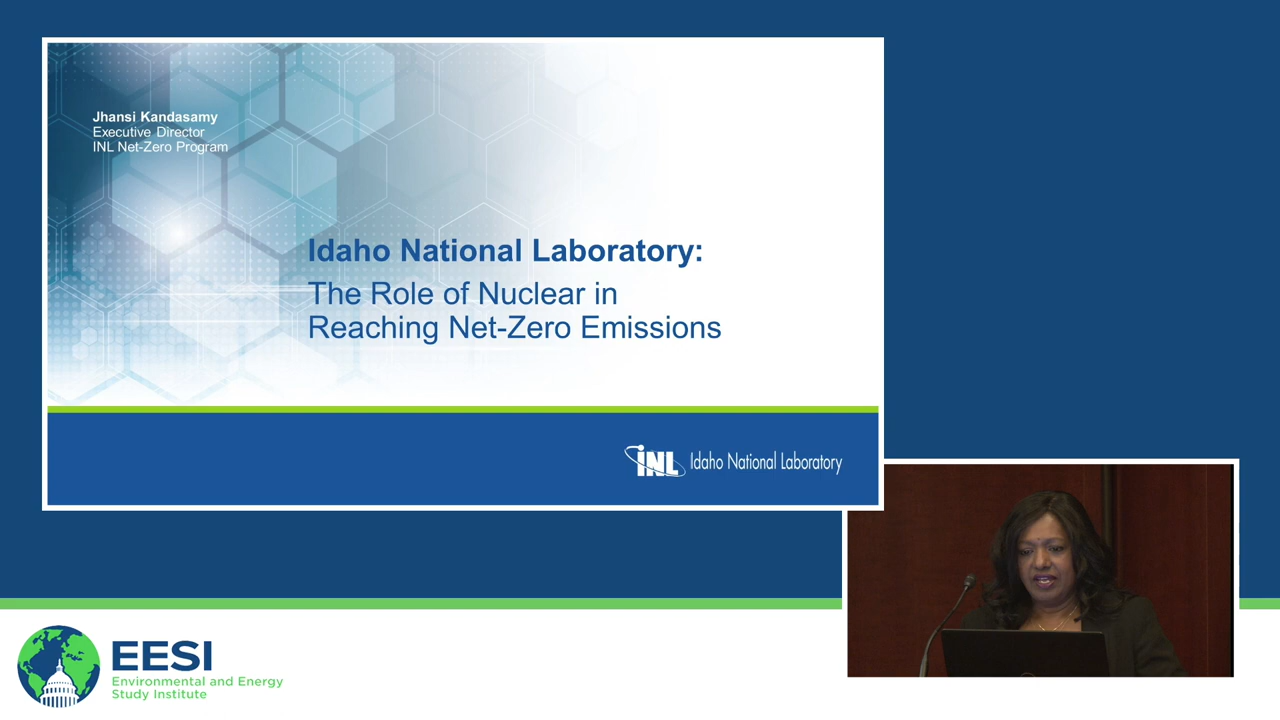 Jhansi Kandasamy
Executive Director
INL Net-Zero Program
Idaho National Laboratory:
The Role of Nuclear in
Reaching Net-Zero Emissions
INL Idaho National Laboratory
EESI
Environmental and Energy
Study Institute